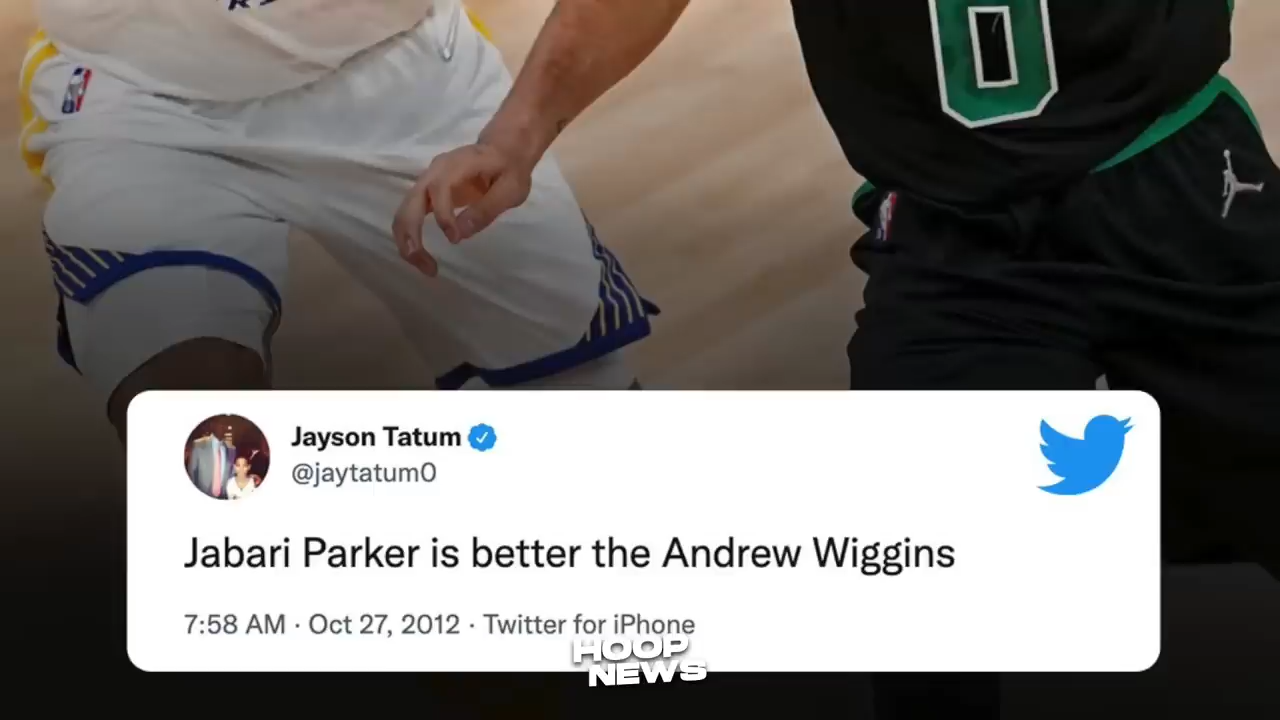 0
Jayson Tatum
@jaytatum0
Jabari Parker is better the Andrew Wiggins
7:58 AM · Oct 27, 2012 · Twitter for iPhone
HOOP
NEWS